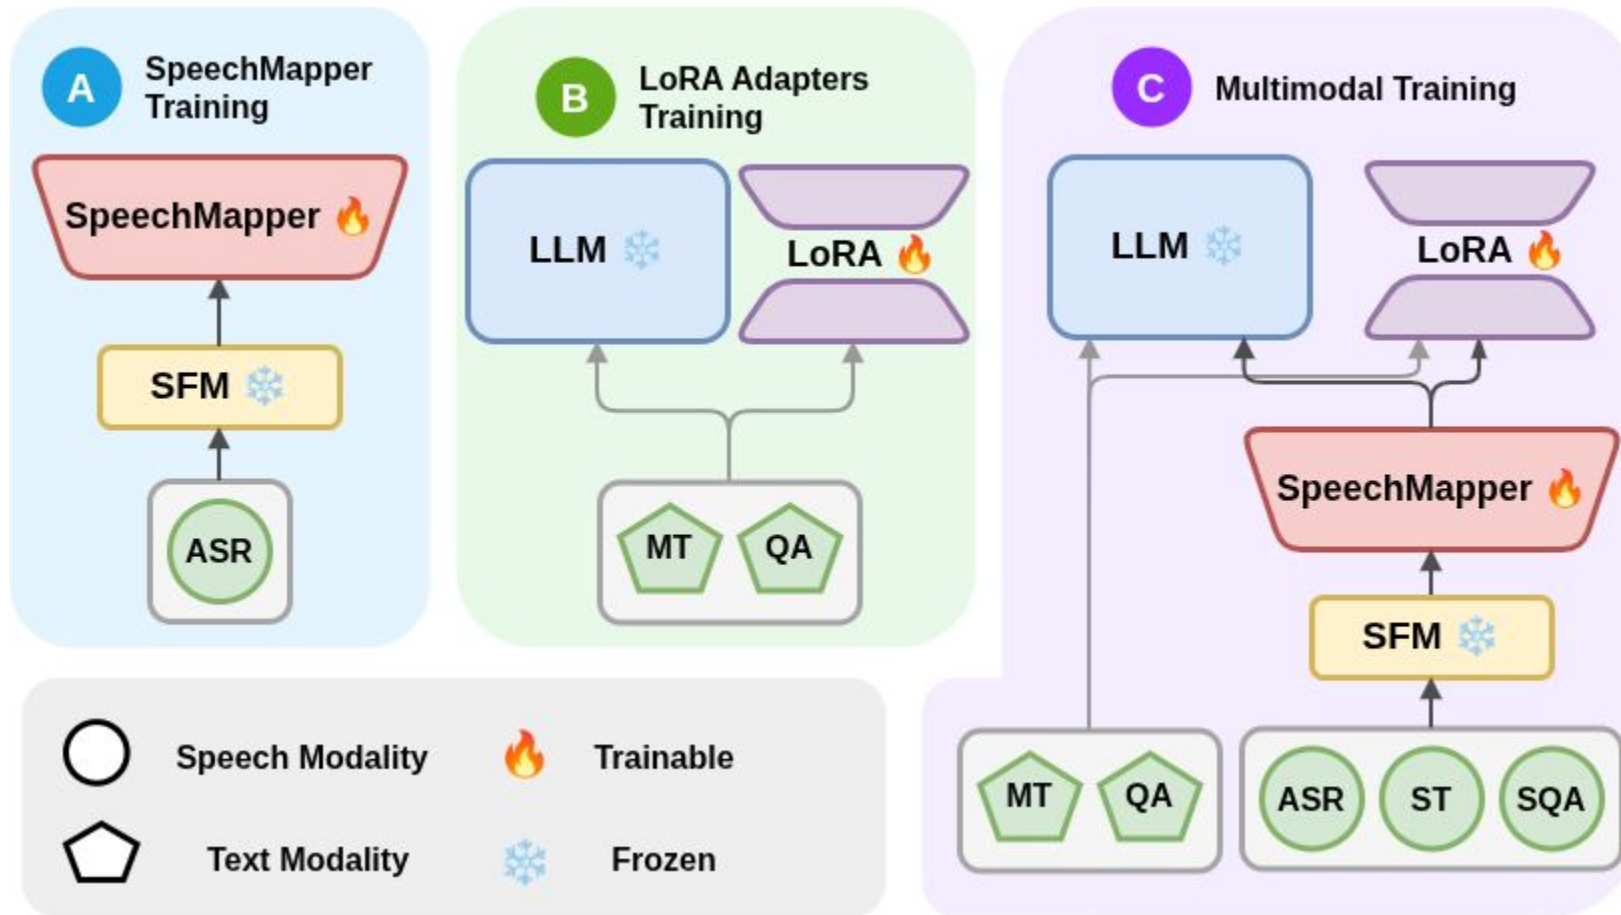 A
SpeechMapper
Training
SpeechMapper
SFM
ASR
B
LoRA Adapters
Training
LLM
LoRA
MT
QA
C
Multimodal Training
LLM
LoRA
SpeechMapper
SFM
MT
QA
ASR
ST
SQA
Speech Modality
Trainable
Text Modality
Frozen